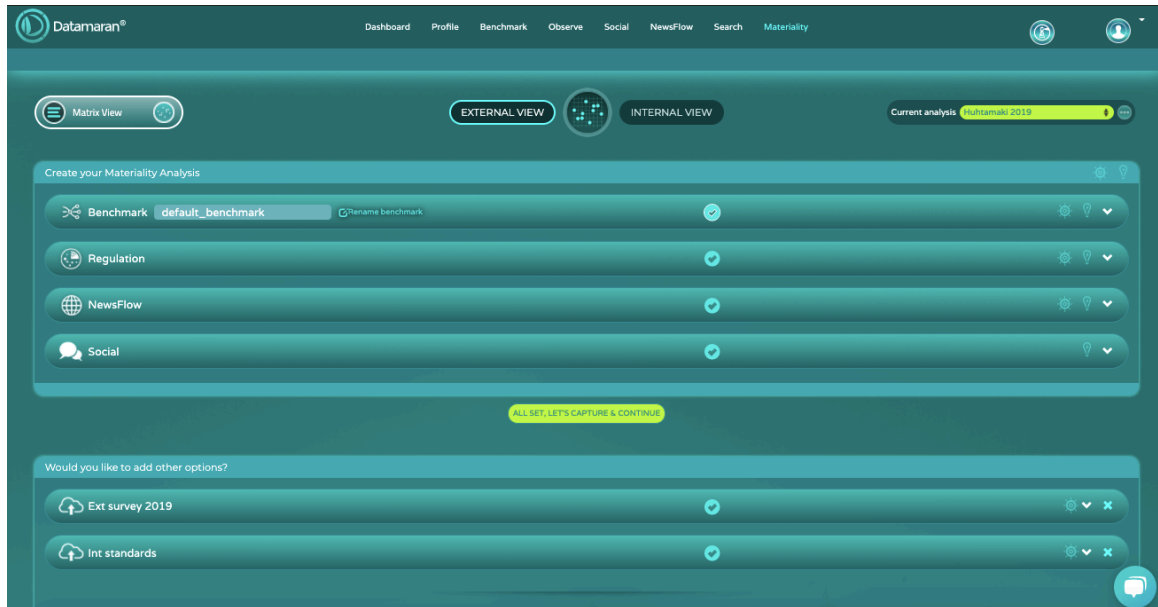 Datamaran®
Dashboard Profile Benchmark Observe Social NewsFlow Search Materiality
Matrix View
EXTERNAL VIEW
INTERNAL VIEW
Current analysis Huhtamaki 2019
Create your Materiality Analysis
Benchmark default_benchmark Rename benchmark
Regulation
NewsFlow
Social
ALL SET, LET'S CAPTURE & CONTINUE
Would you like to add other options?
Ext survey 2019
Int standards